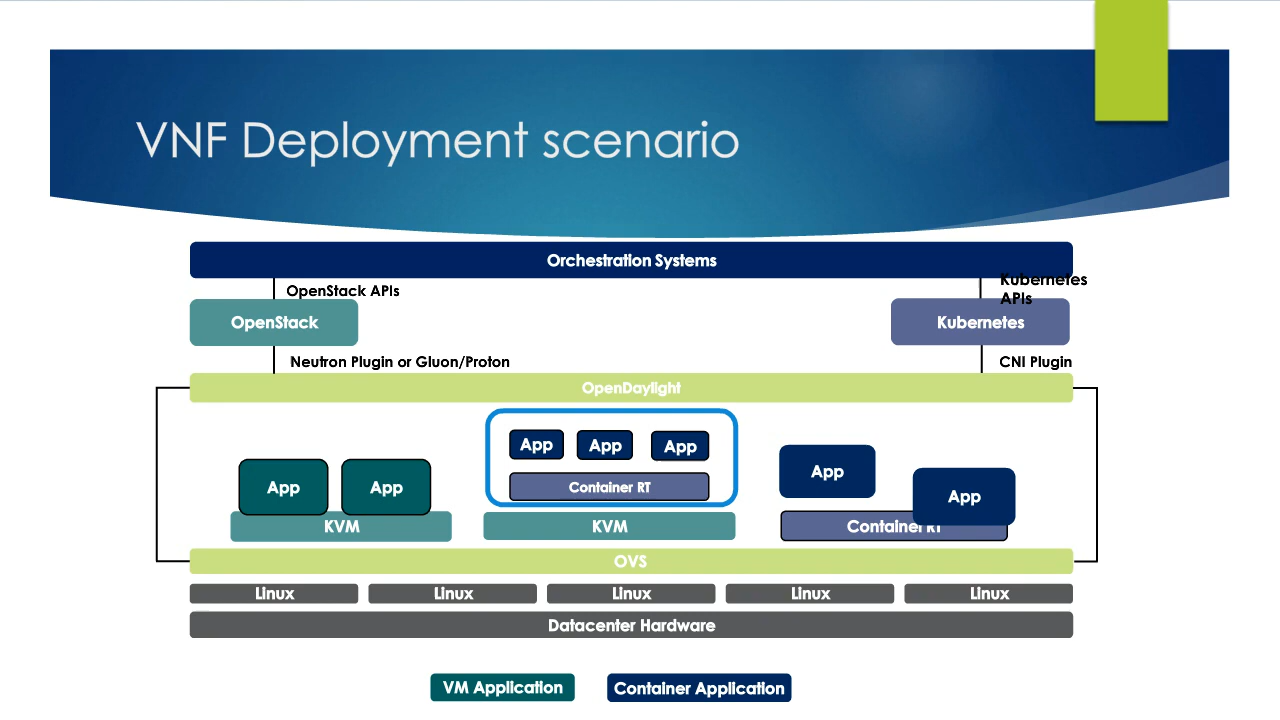 VNF Deployment scenario
Orchestration Systems
OpenStack APIs
Kubernetes
APIs
OpenStack
Kubernetes
Neutron Plugin or Gluon/Proton
CNI Plugin
OpenDaylight
App
App
App
App
App
App
App
Container RT
KVM
KVM
Container RT
OVS
Linux
Linux
Linux
Linux
Linux
Datacenter Hardware
VM Application
Container Application